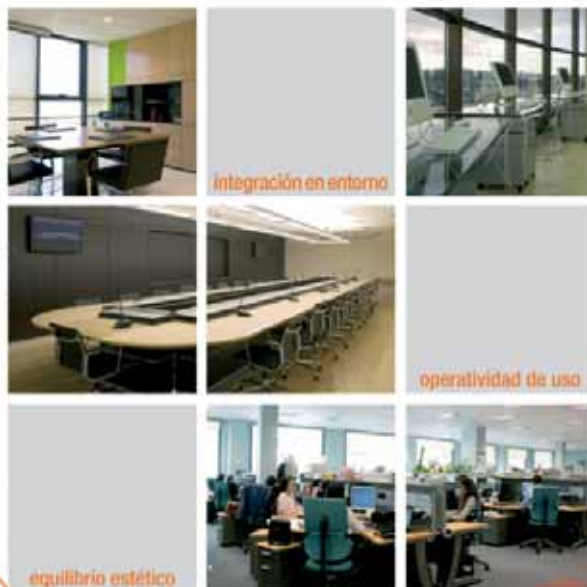 integración en entorno
operatividad de uso
equilibrio estético